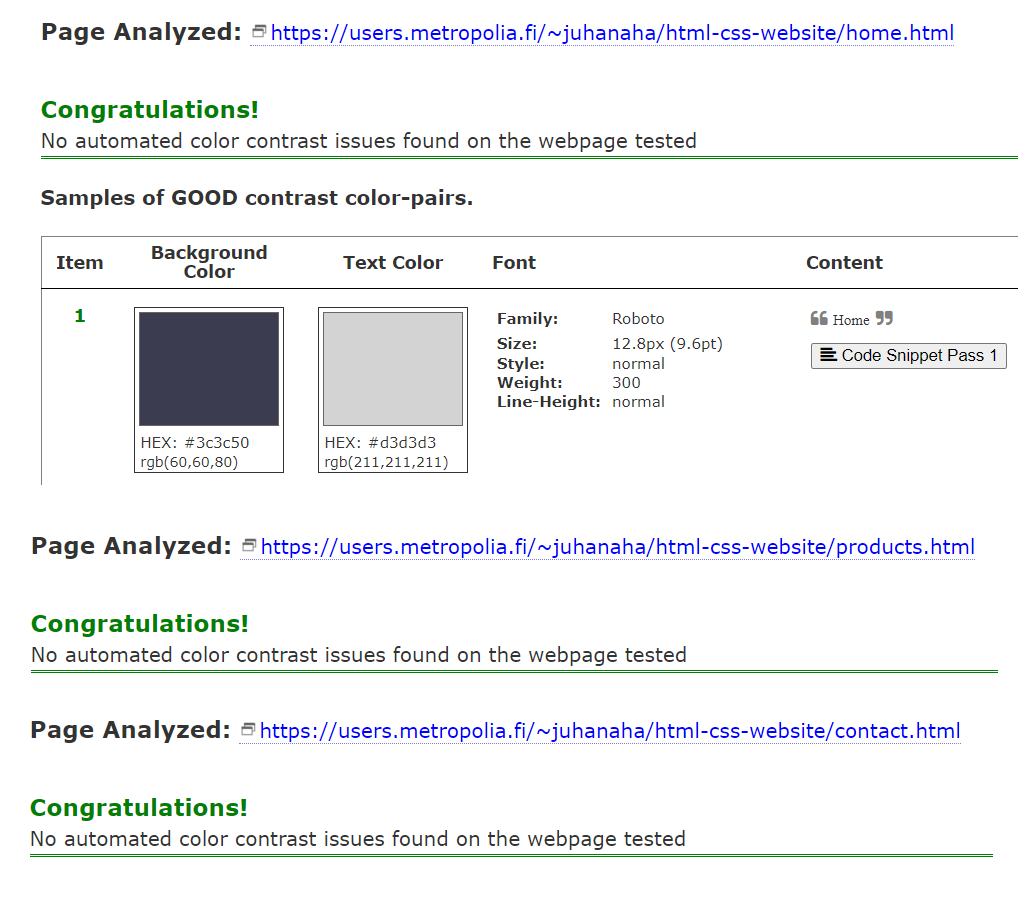 Page Analyzed: https://users.metropolia.fi/~juhanaha/html-css-website/home.html
Congratulations!
No automated color contrast issues found on the webpage tested
Samples of GOOD contrast color-pairs.
Item Background Color Text Color Font Content
1
HEX: #3c3c50
rgb(60,60,80)
HEX: #d3d3d3
rgb(211,211,211)
Family: Roboto
Size: 12.8px (9.6pt)
Style: normal
Weight: 300
Line-Height: normal
❝ Home ❞
Code Snippet Pass 1
Page Analyzed: https://users.metropolia.fi/~juhanaha/html-css-website/products.html
Congratulations!
No automated color contrast issues found on the webpage tested
Page Analyzed: https://users.metropolia.fi/~juhanaha/html-css-website/contact.html
Congratulations!
No automated color contrast issues found on the webpage tested